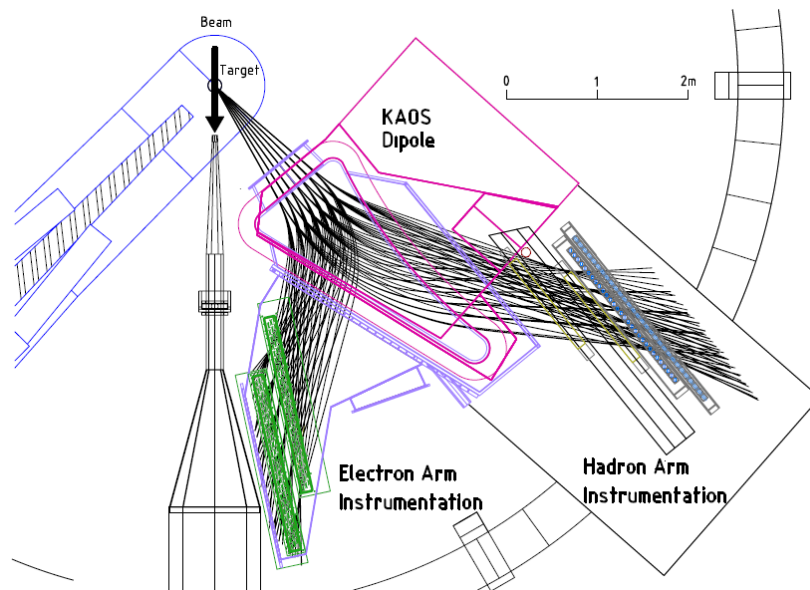 Beam
Target
0 1 2m
KAOS
Dipole
Electron Arm
Instrumentation
Hadron Arm
Instrumentation